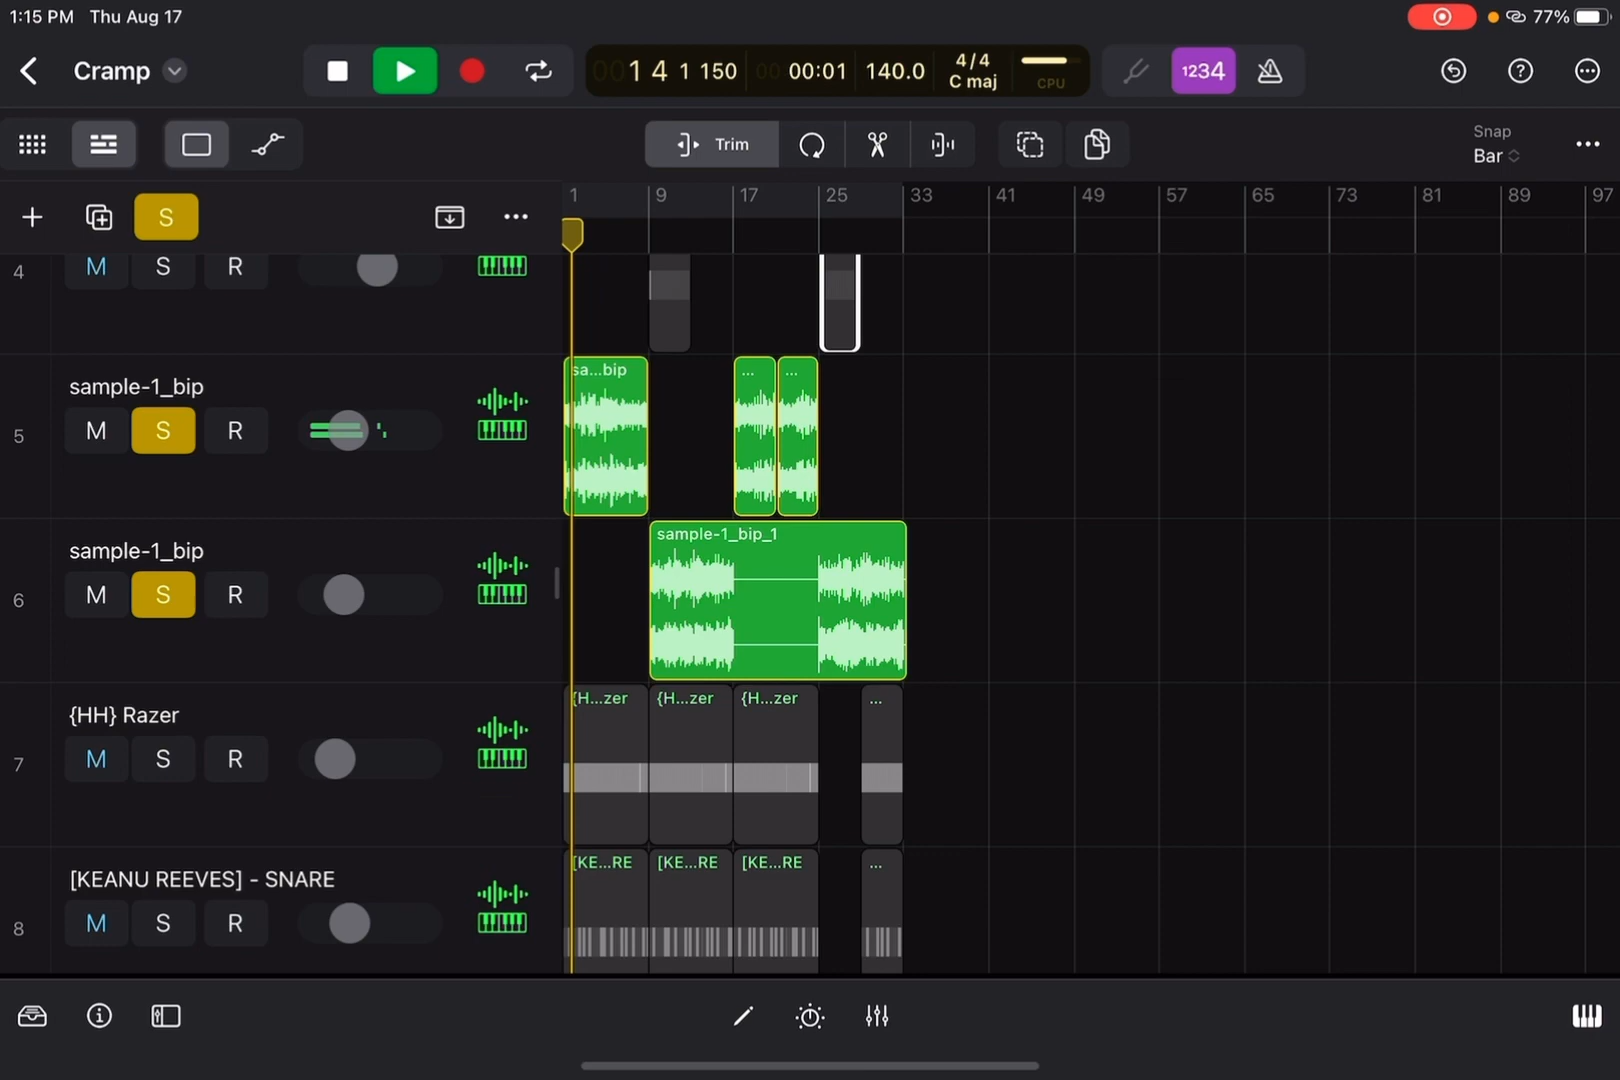 1:15 PM Thu Aug 17
77%
Cramp
001 4 1 150
00 00:01
140.0
4/4
C maj
CPU
1234
Trim
Snap
Bar
S
1 9 17 25 33 41 49 57 65 73 81 89 97
4
M S R
sample-1_bip
5
M S R
sa...bip
...
...
sample-1_bip
6
M S R
sample-1_bip_1
{HH} Razer
7
M S R
{H...zer
{H...zer
{H...zer
...
[KEANU REEVES] - SNARE
8
M S R
[KE...RE
[KE...RE
[KE...RE
...